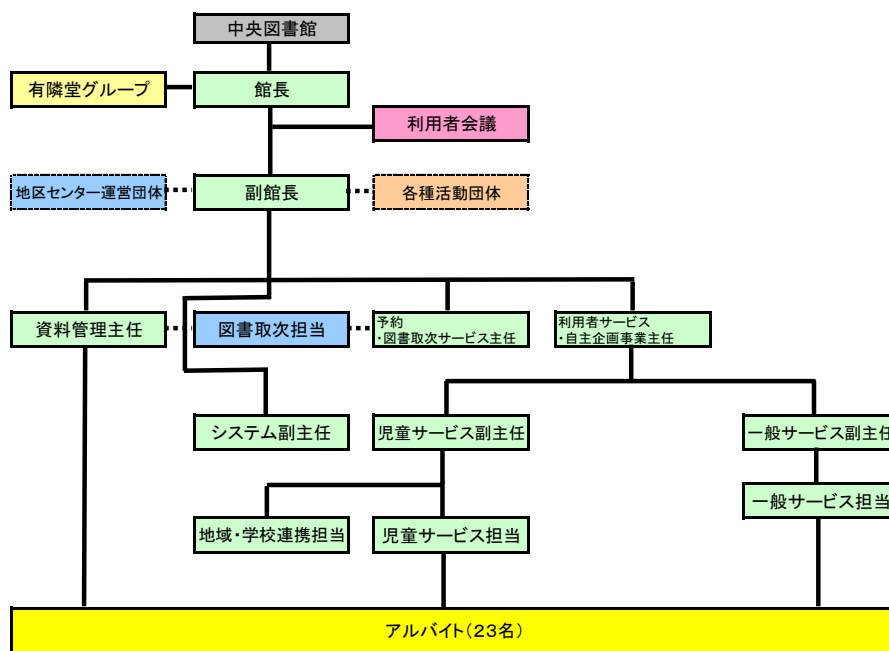 中央図書館
有隣堂グループ
館長
利用者会議
地区センター運営団体
副館長
各種活動団体
資料管理主任
図書取次担当
予約
・図書取次サービス主任
利用者サービス
・自主企画事業主任
システム副主任
児童サービス副主任
一般サービス副主任
一般サービス担当
地域・学校連携担当
児童サービス担当
アルバイト(23名)